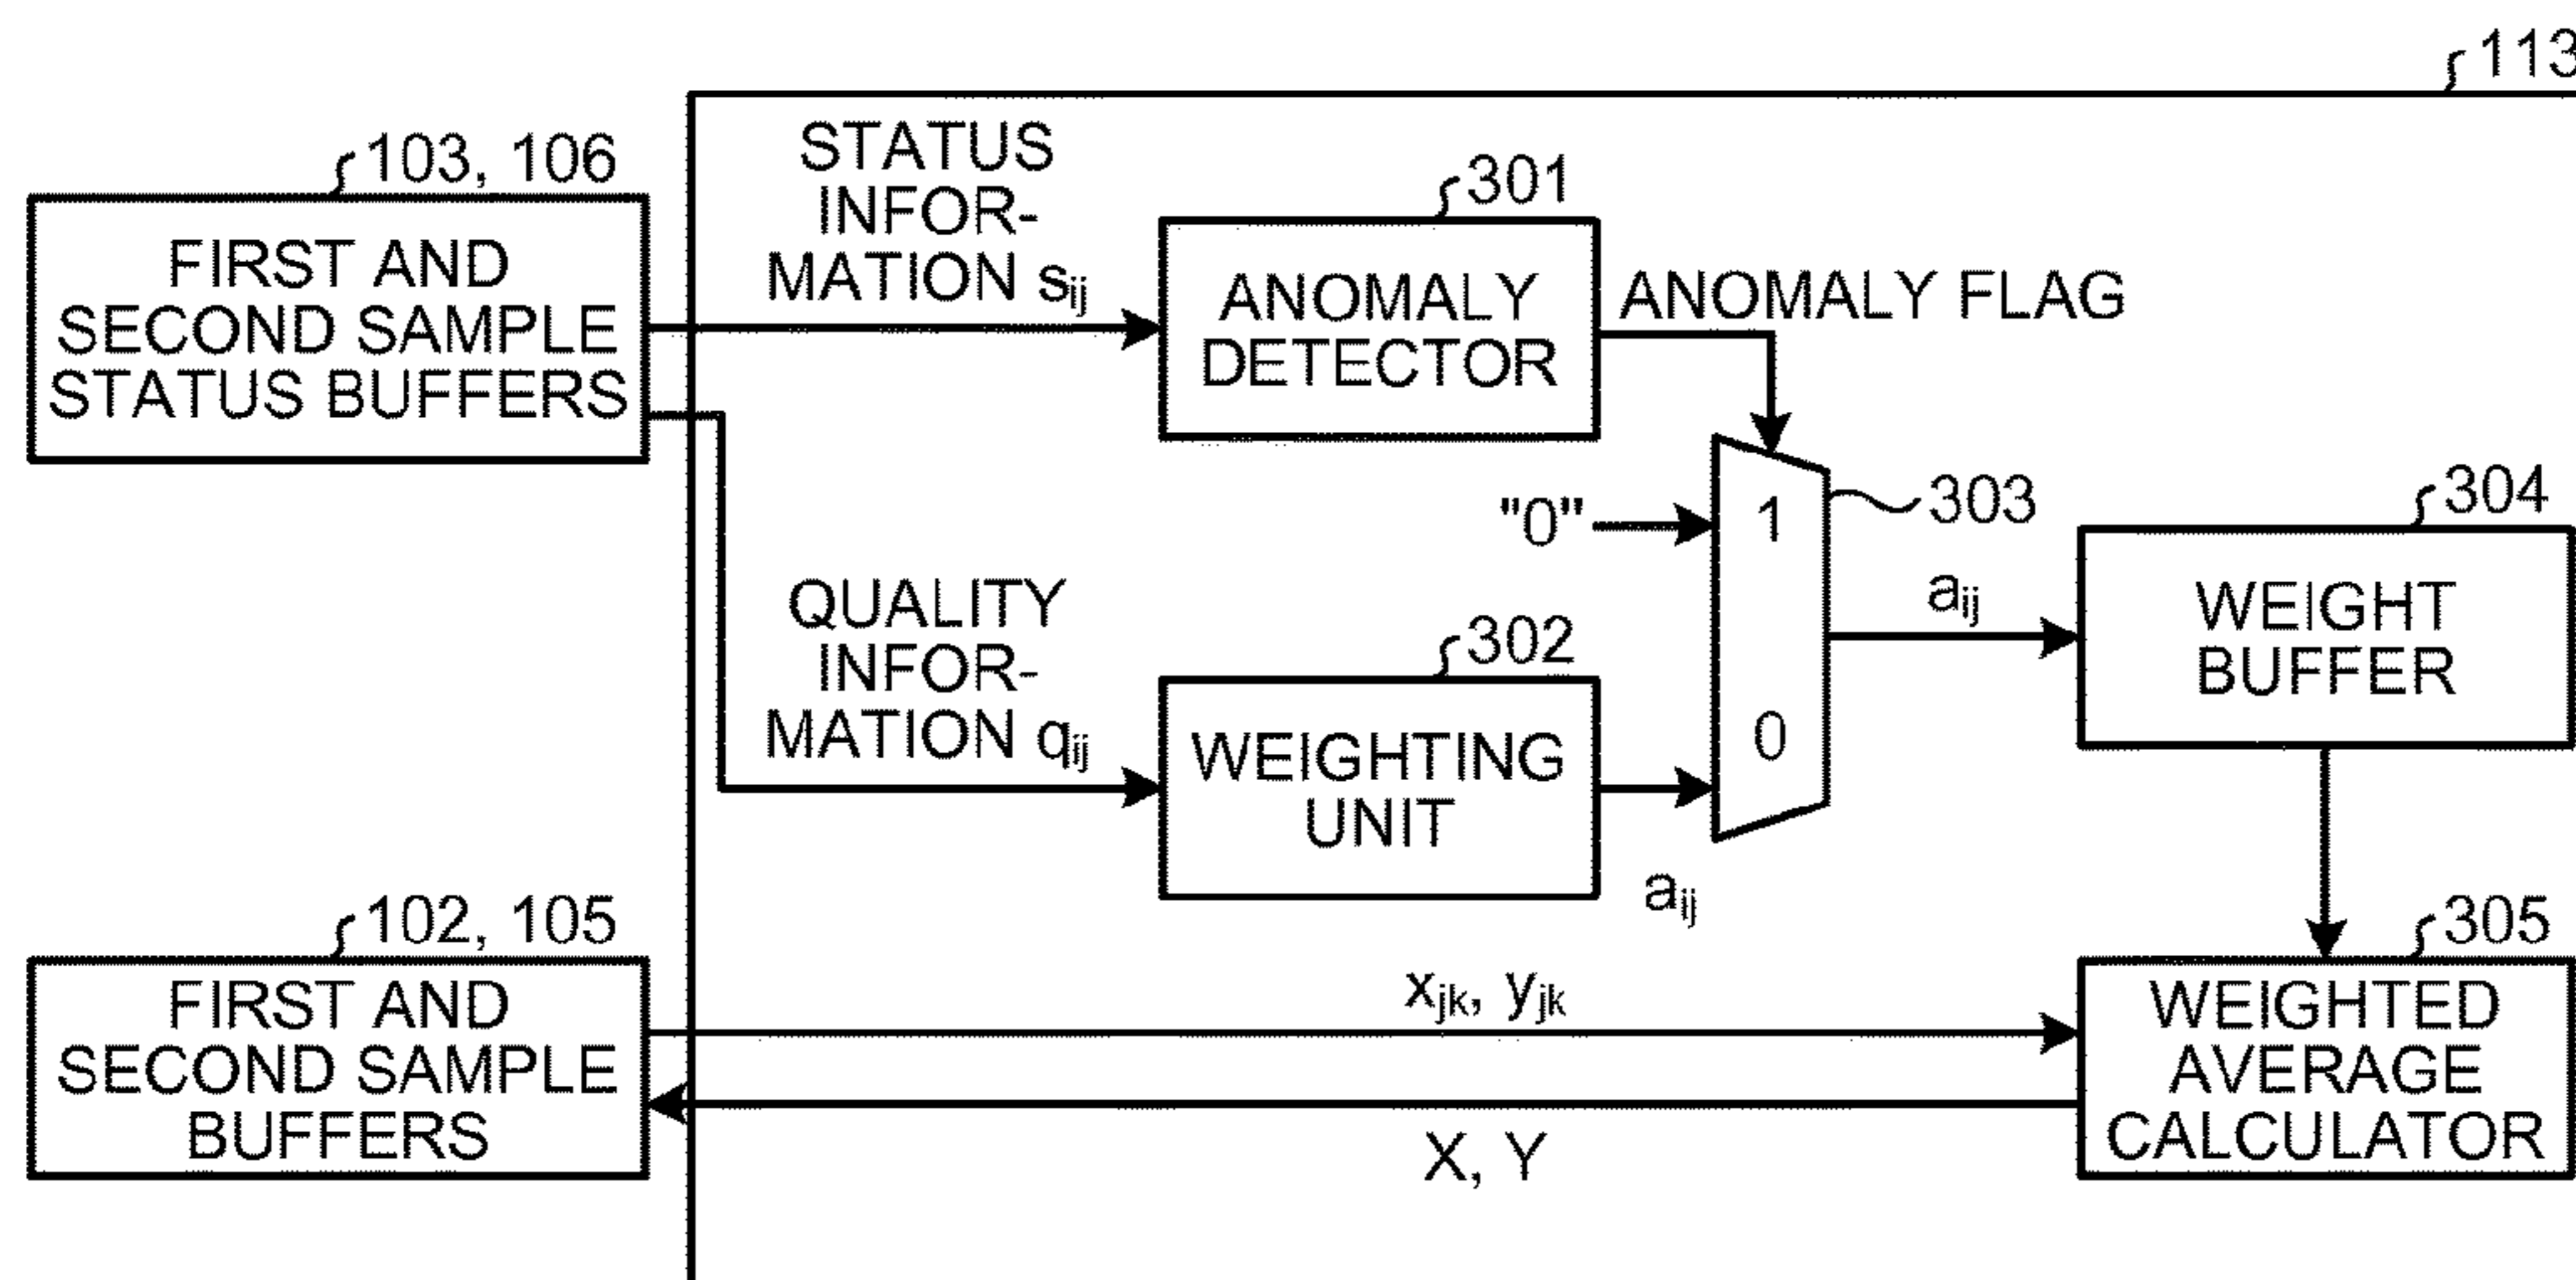 113
103, 106
FIRST AND
SECOND SAMPLE
STATUS BUFFERS
STATUS
INFOR-
MATION sij
301
ANOMALY
DETECTOR
ANOMALY FLAG
"0"
1
0
303
QUALITY
INFOR-
MATION qij
302
WEIGHTING
UNIT
aij
aij
304
WEIGHT
BUFFER
102, 105
FIRST AND
SECOND SAMPLE
BUFFERS
xjk, yjk
X, Y
305
WEIGHTED
AVERAGE
CALCULATOR